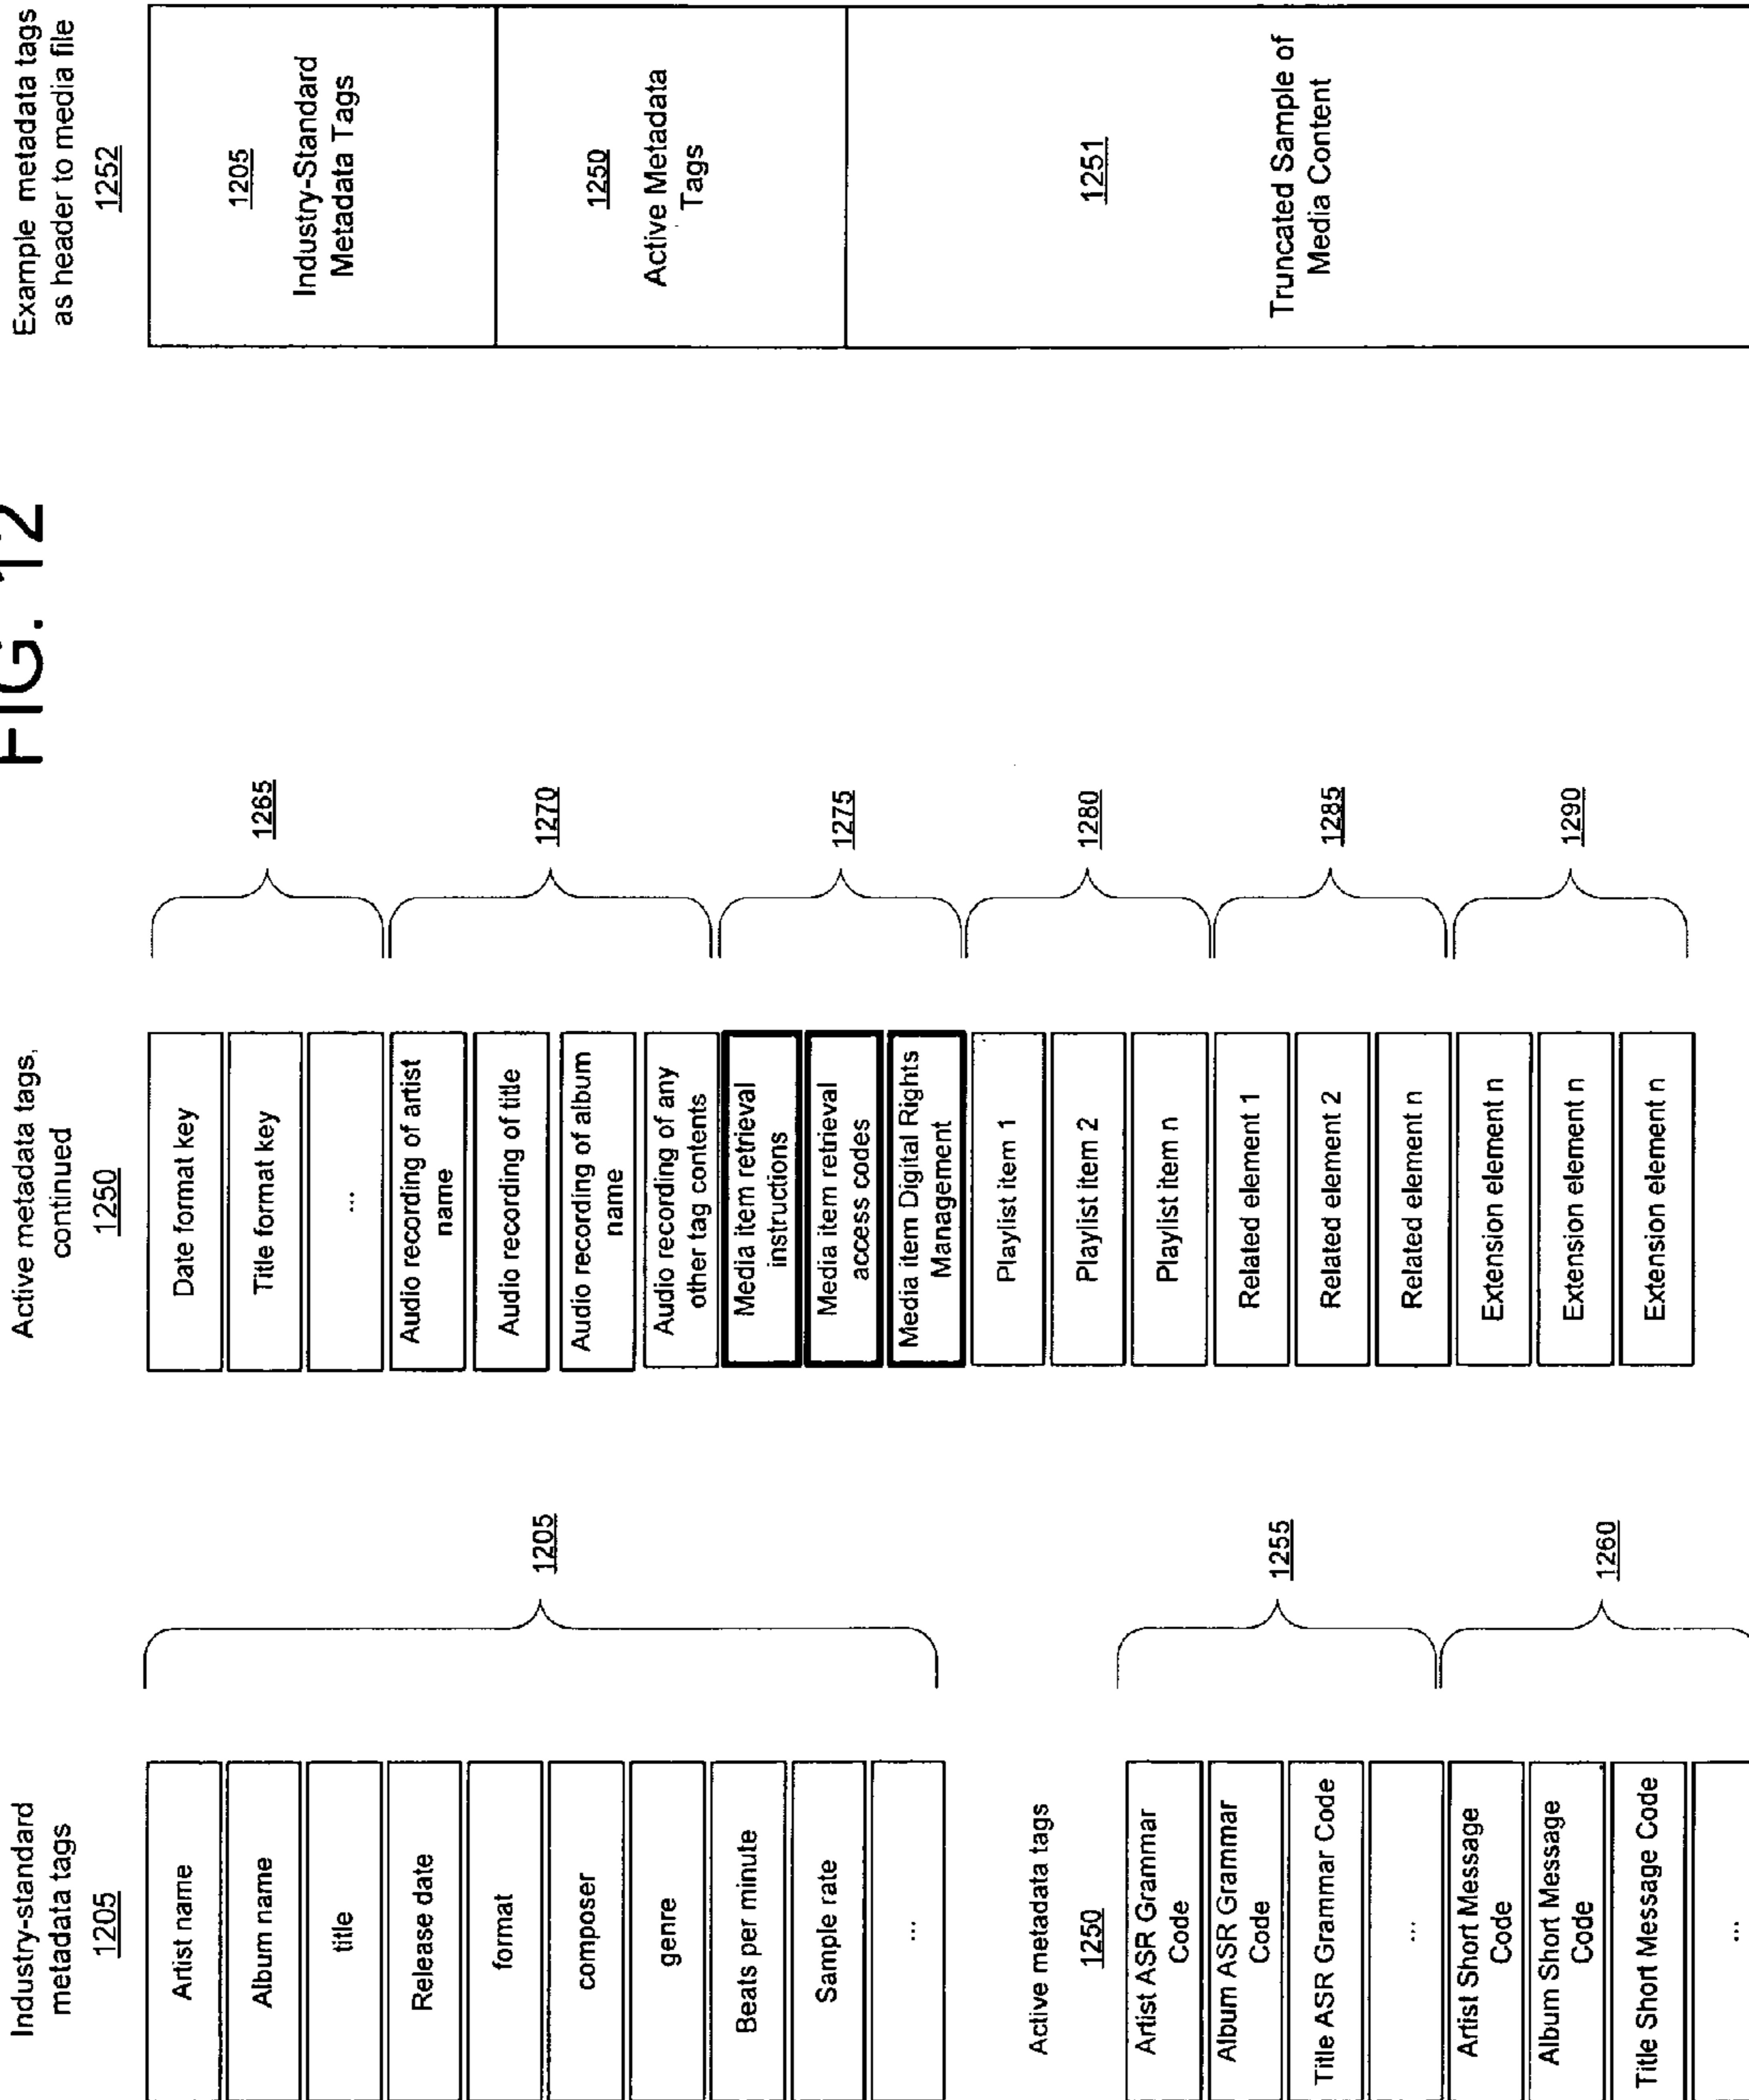 FIG. 12
Industry-standard
metadata tags
1205
Artist name
Album name
title
Release date
format
composer
genre
Beats per minute
Sample rate
...
1205
Active metadata tags
1250
Artist ASR Grammar
Code
Album ASR Grammar
Code
Title ASR Grammar Code
...
Artist Short Message
Code
Album Short Message
Code
Title Short Message Code
...
1255
1260
Active metadata tags,
continued
1250
Date format key
Title format key
...
Audio recording of artist
name
Audio recording of title
Audio recording of album
name
Audio recording of any
other tag contents
Media item retrieval
instructions
Media item retrieval
access codes
Media item Digital Rights
Management
Playlist item 1
Playlist item 2
Playlist item n
Related element 1
Related element 2
Related element n
Extension element n
Extension element n
Extension element n
1265
1270
1275
1280
1285
1290
Example metadata tags
as header to media file
1252
1205
Industry-Standard
Metadata Tags
1250
Active Metadata
Tags
1251
Truncated Sample of
Media Content